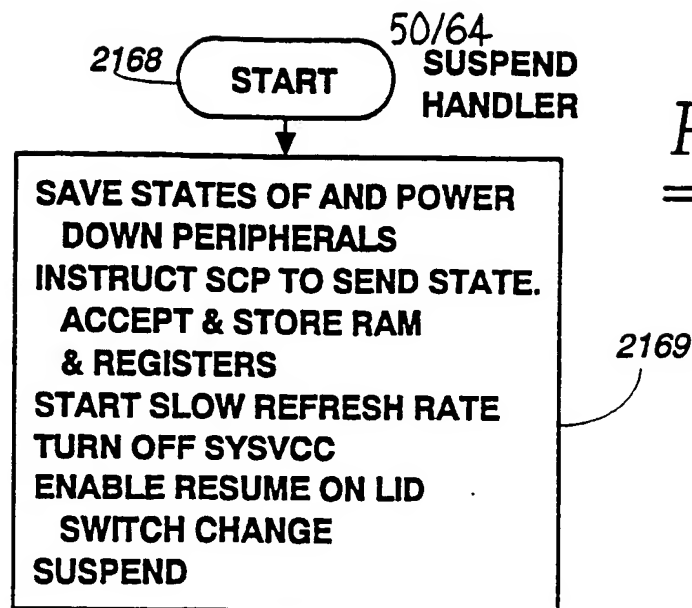 50/64
2168
START
SUSPEND
HANDLER
SAVE STATES OF AND POWER
DOWN PERIPHERALS
INSTRUCT SCP TO SEND STATE.
ACCEPT & STORE RAM
& REGISTERS
START SLOW REFRESH RATE
TURN OFF SYSVCC
ENABLE RESUME ON LID
SWITCH CHANGE
SUSPEND
2169